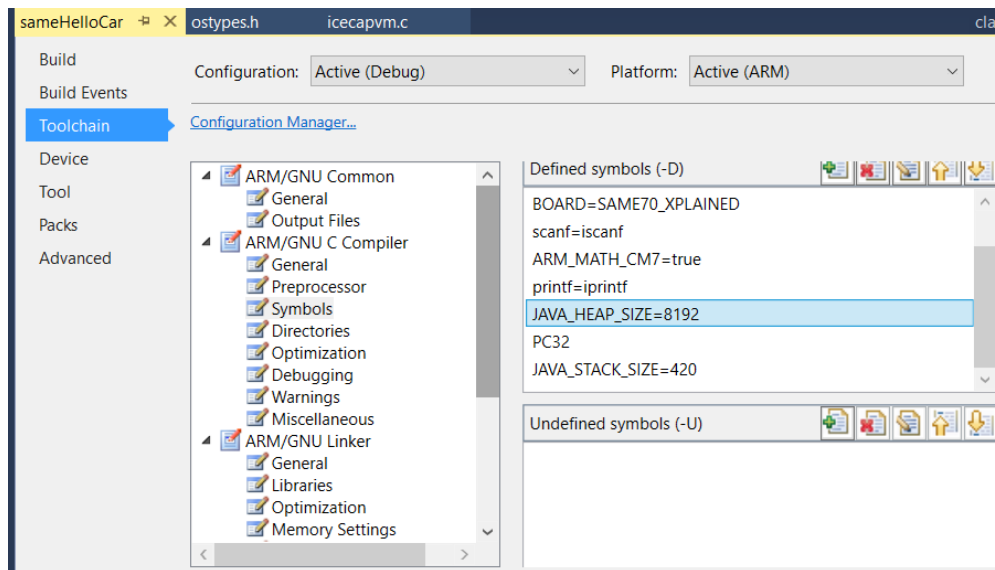 sameHelloCar ostypes.h icecapvm.c cla
Build
Build Events
Toolchain
Device
Tool
Packs
Advanced
Configuration: Active (Debug) Platform: Active (ARM)
Configuration Manager...
ARM/GNU Common
General
Output Files
ARM/GNU C Compiler
General
Preprocessor
Symbols
Directories
Optimization
Debugging
Warnings
Miscellaneous
ARM/GNU Linker
General
Libraries
Optimization
Memory Settings
Defined symbols (-D)
BOARD=SAME70_XPLAINED
scanf=iscanf
ARM_MATH_CM7=true
printf=iprintf
JAVA_HEAP_SIZE=8192
PC32
JAVA_STACK_SIZE=420
Undefined symbols (-U)